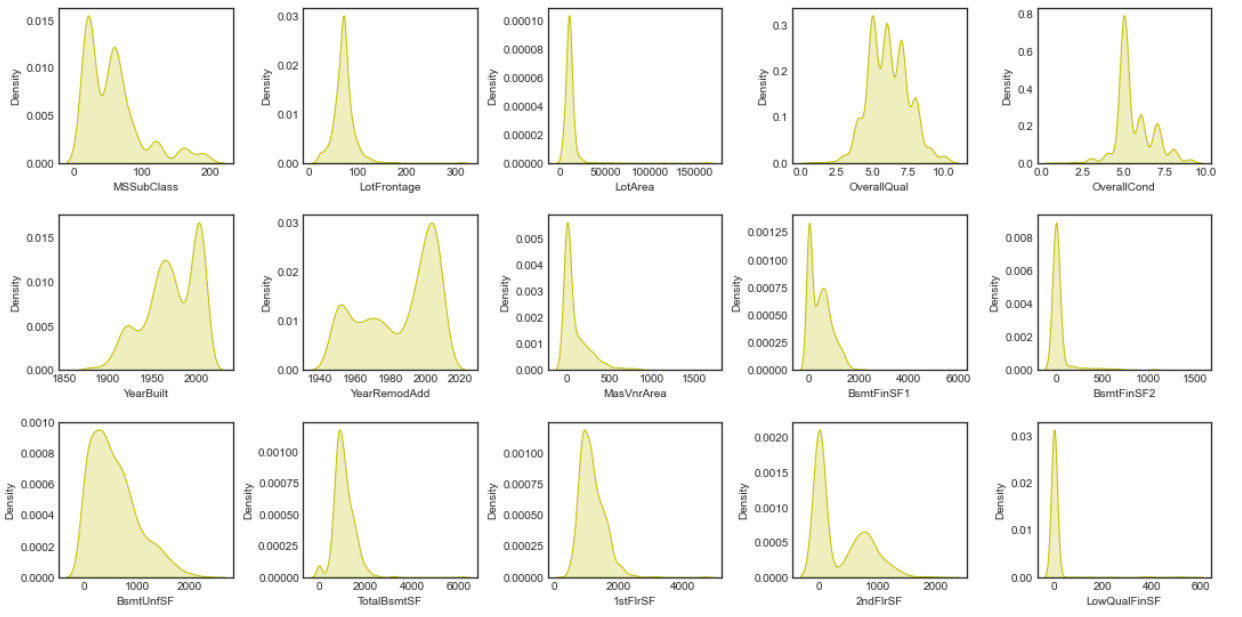 0.015
0.010
0.005
0.000
Density
0 100 200
MSSubClass
0.03
0.02
0.01
0.00
Density
0 100 200 300
LotFrontage
0.00010
0.00008
0.00006
0.00004
0.00002
0.00000
Density
0 50000 100000 150000
LotArea
0.3
0.2
0.1
0.0
Density
0.0 2.5 5.0 7.5 10.0
OverallQual
0.8
0.6
0.4
0.2
0.0
Density
0.0 2.5 5.0 7.5 10.0
OverallCond
0.015
0.010
0.005
0.000
Density
1850 1900 1950 2000
YearBuilt
0.03
0.02
0.01
0.00
Density
1940 1960 1980 2000 2020
YearRemodAdd
0.005
0.004
0.003
0.002
0.001
0.000
Density
0 500 1000 1500
MasVnrArea
0.00125
0.00100
0.00075
0.00050
0.00025
0.00000
Density
0 2000 4000 6000
BsmtFinSF1
0.008
0.006
0.004
0.002
0.000
Density
0 500 1000 1500
BsmtFinSF2
0.0010
0.0008
0.0006
0.0004
0.0002
0.0000
Density
0 1000 2000
BsmtUnfSF
0.00100
0.00075
0.00050
0.00025
0.00000
Density
0 2000 4000 6000
TotalBsmtSF
0.00100
0.00075
0.00050
0.00025
0.00000
Density
0 2000 4000
1stFlrSF
0.0020
0.0015
0.0010
0.0005
0.0000
Density
0 1000 2000
2ndFlrSF
0.03
0.02
0.01
0.00
Density
0 200 400 600
LowQualFinSF